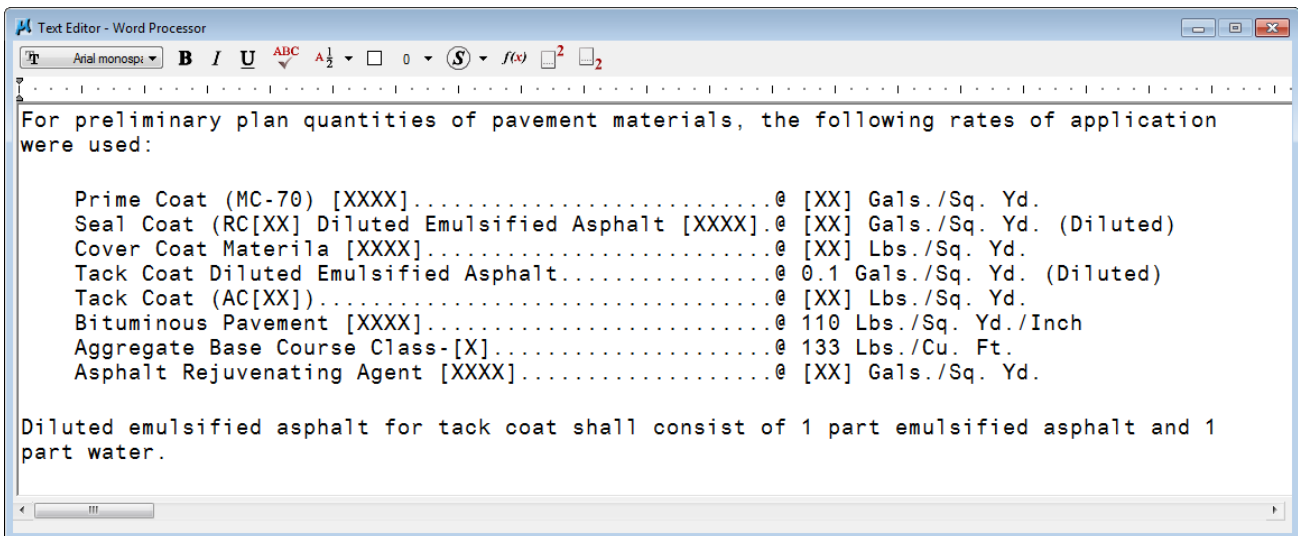 Text Editor - Word Processor
Arial monospa B I U ABC A½ 0 S f(x) 2 2
For preliminary plan quantities of pavement materials, the following rates of application
were used:
Prime Coat (MC-70) [XXXX]...........................@ [XX] Gals./Sq. Yd.
Seal Coat (RC[XX] Diluted Emulsified Asphalt [XXXX].@ [XX] Gals./Sq. Yd. (Diluted)
Cover Coat Materila [XXXX]..........................@ [XX] Lbs./Sq. Yd.
Tack Coat Diluted Emulsified Asphalt................@ 0.1 Gals./Sq. Yd. (Diluted)
Tack Coat (AC[XX])..................................@ [XX] Lbs./Sq. Yd.
Bituminous Pavement [XXXX]..........................@ 110 Lbs./Sq. Yd./Inch
Aggregate Base Course Class-[X].....................@ 133 Lbs./Cu. Ft.
Asphalt Rejuvenating Agent [XXXX]...................@ [XX] Gals./Sq. Yd.
Diluted emulsified asphalt for tack coat shall consist of 1 part emulsified asphalt and 1
part water.